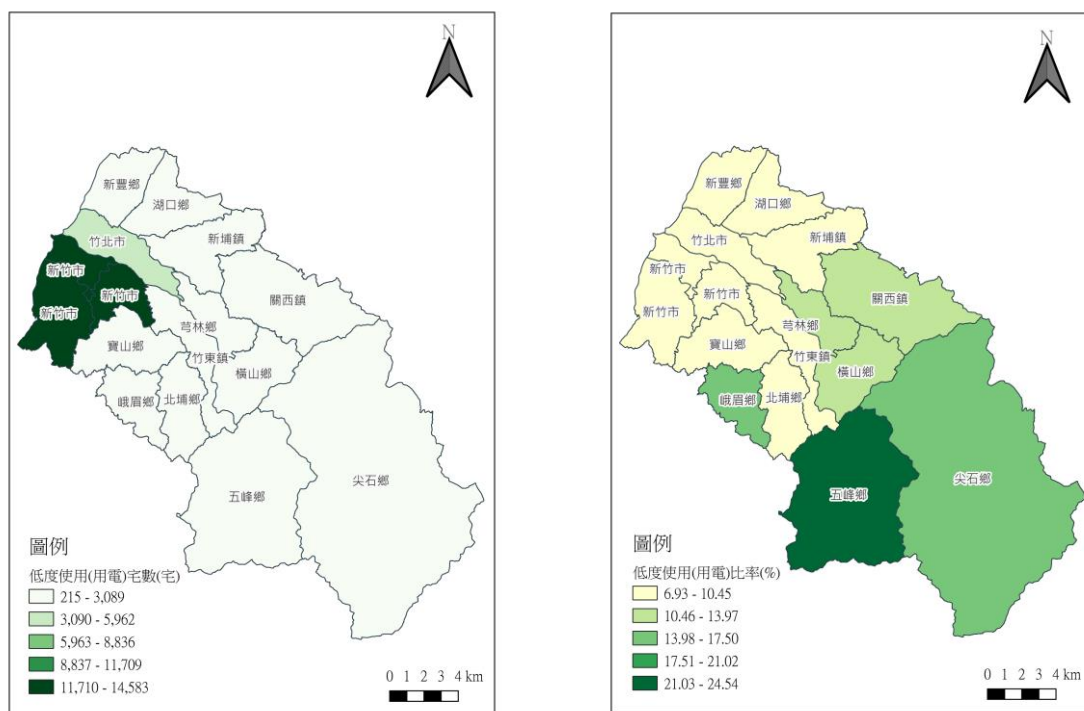 N
新豐鄉
湖口鄉
竹北市
新埔鎮
新竹市
新竹市
新竹市
關西鎮
芎林鄉
竹東鎮
寶山鄉
橫山鄉
峨眉鄉
北埔鄉
五峰鄉
尖石鄉
圖例
低度使用(用電)宅數(宅)
215 - 3,089
3,090 - 5,962
5,963 - 8,836
8,837 - 11,709
11,710 - 14,583
0 1 2 3 4 km
N
新豐鄉
湖口鄉
竹北市
新埔鎮
新竹市
新竹市
新竹市
關西鎮
芎林鄉
竹東鎮
寶山鄉
橫山鄉
峨眉鄉
北埔鄉
五峰鄉
尖石鄉
圖例
低度使用(用電)比率(%)
6.93 - 10.45
10.46 - 13.97
13.98 - 17.50
17.51 - 21.02
21.03 - 24.54
0 1 2 3 4 km